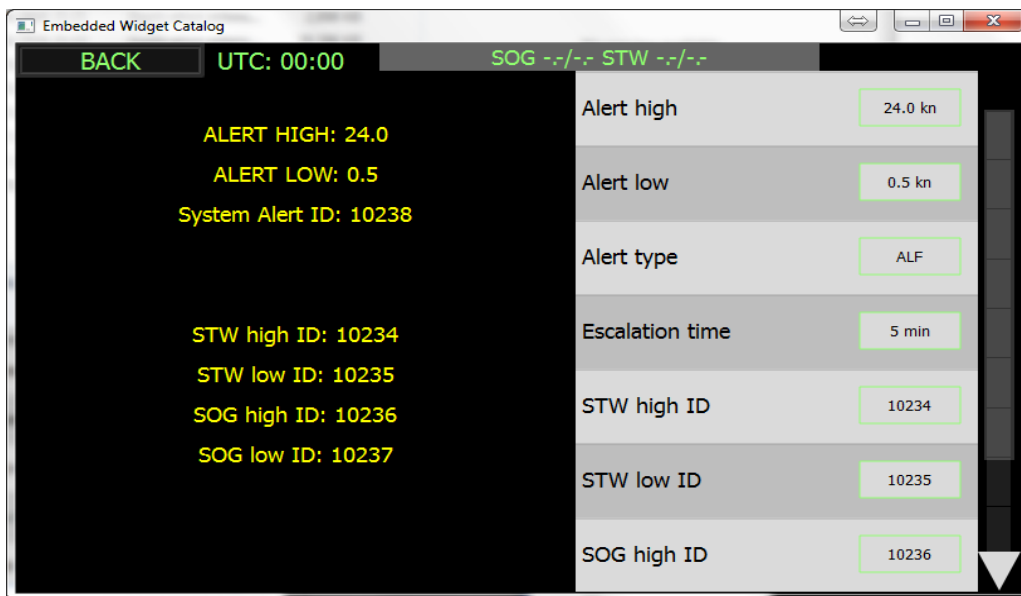 Embedded Widget Catalog
BACK
UTC: 00:00
SOG -.-/-.- STW -.-/-.-
ALERT HIGH: 24.0
ALERT LOW: 0.5
System Alert ID: 10238
STW high ID: 10234
STW low ID: 10235
SOG high ID: 10236
SOG low ID: 10237
Alert high
24.0 kn
Alert low
0.5 kn
Alert type
ALF
Escalation time
5 min
STW high ID
10234
STW low ID
10235
SOG high ID
10236